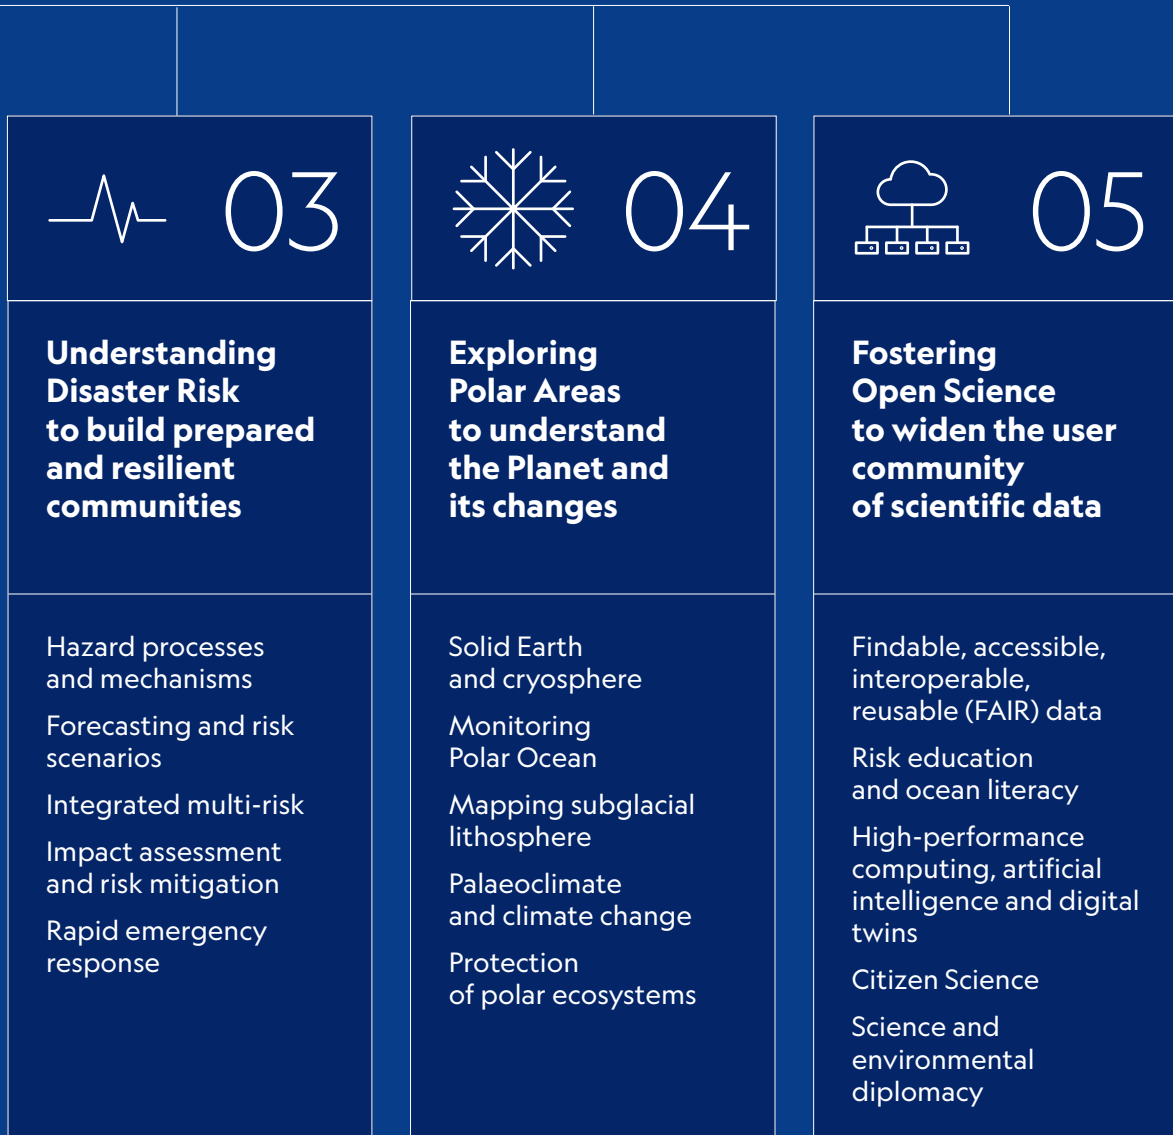 03
Understanding
Disaster Risk
to build prepared
and resilient
communities
Hazard processes
and mechanisms
Forecasting and risk
scenarios
Integrated multi-risk
Impact assessment
and risk mitigation
Rapid emergency
response
04
Exploring
Polar Areas
to understand
the Planet and
its changes
Solid Earth
and cryosphere
Monitoring
Polar Ocean
Mapping subglacial
lithosphere
Palaeoclimate
and climate change
Protection
of polar ecosystems
05
Fostering
Open Science
to widen the user
community
of scientific data
Findable, accessible,
interoperable,
reusable (FAIR) data
Risk education
and ocean literacy
High-performance
computing, artificial
intelligence and digital
twins
Citizen Science
Science and
environmental
diplomacy